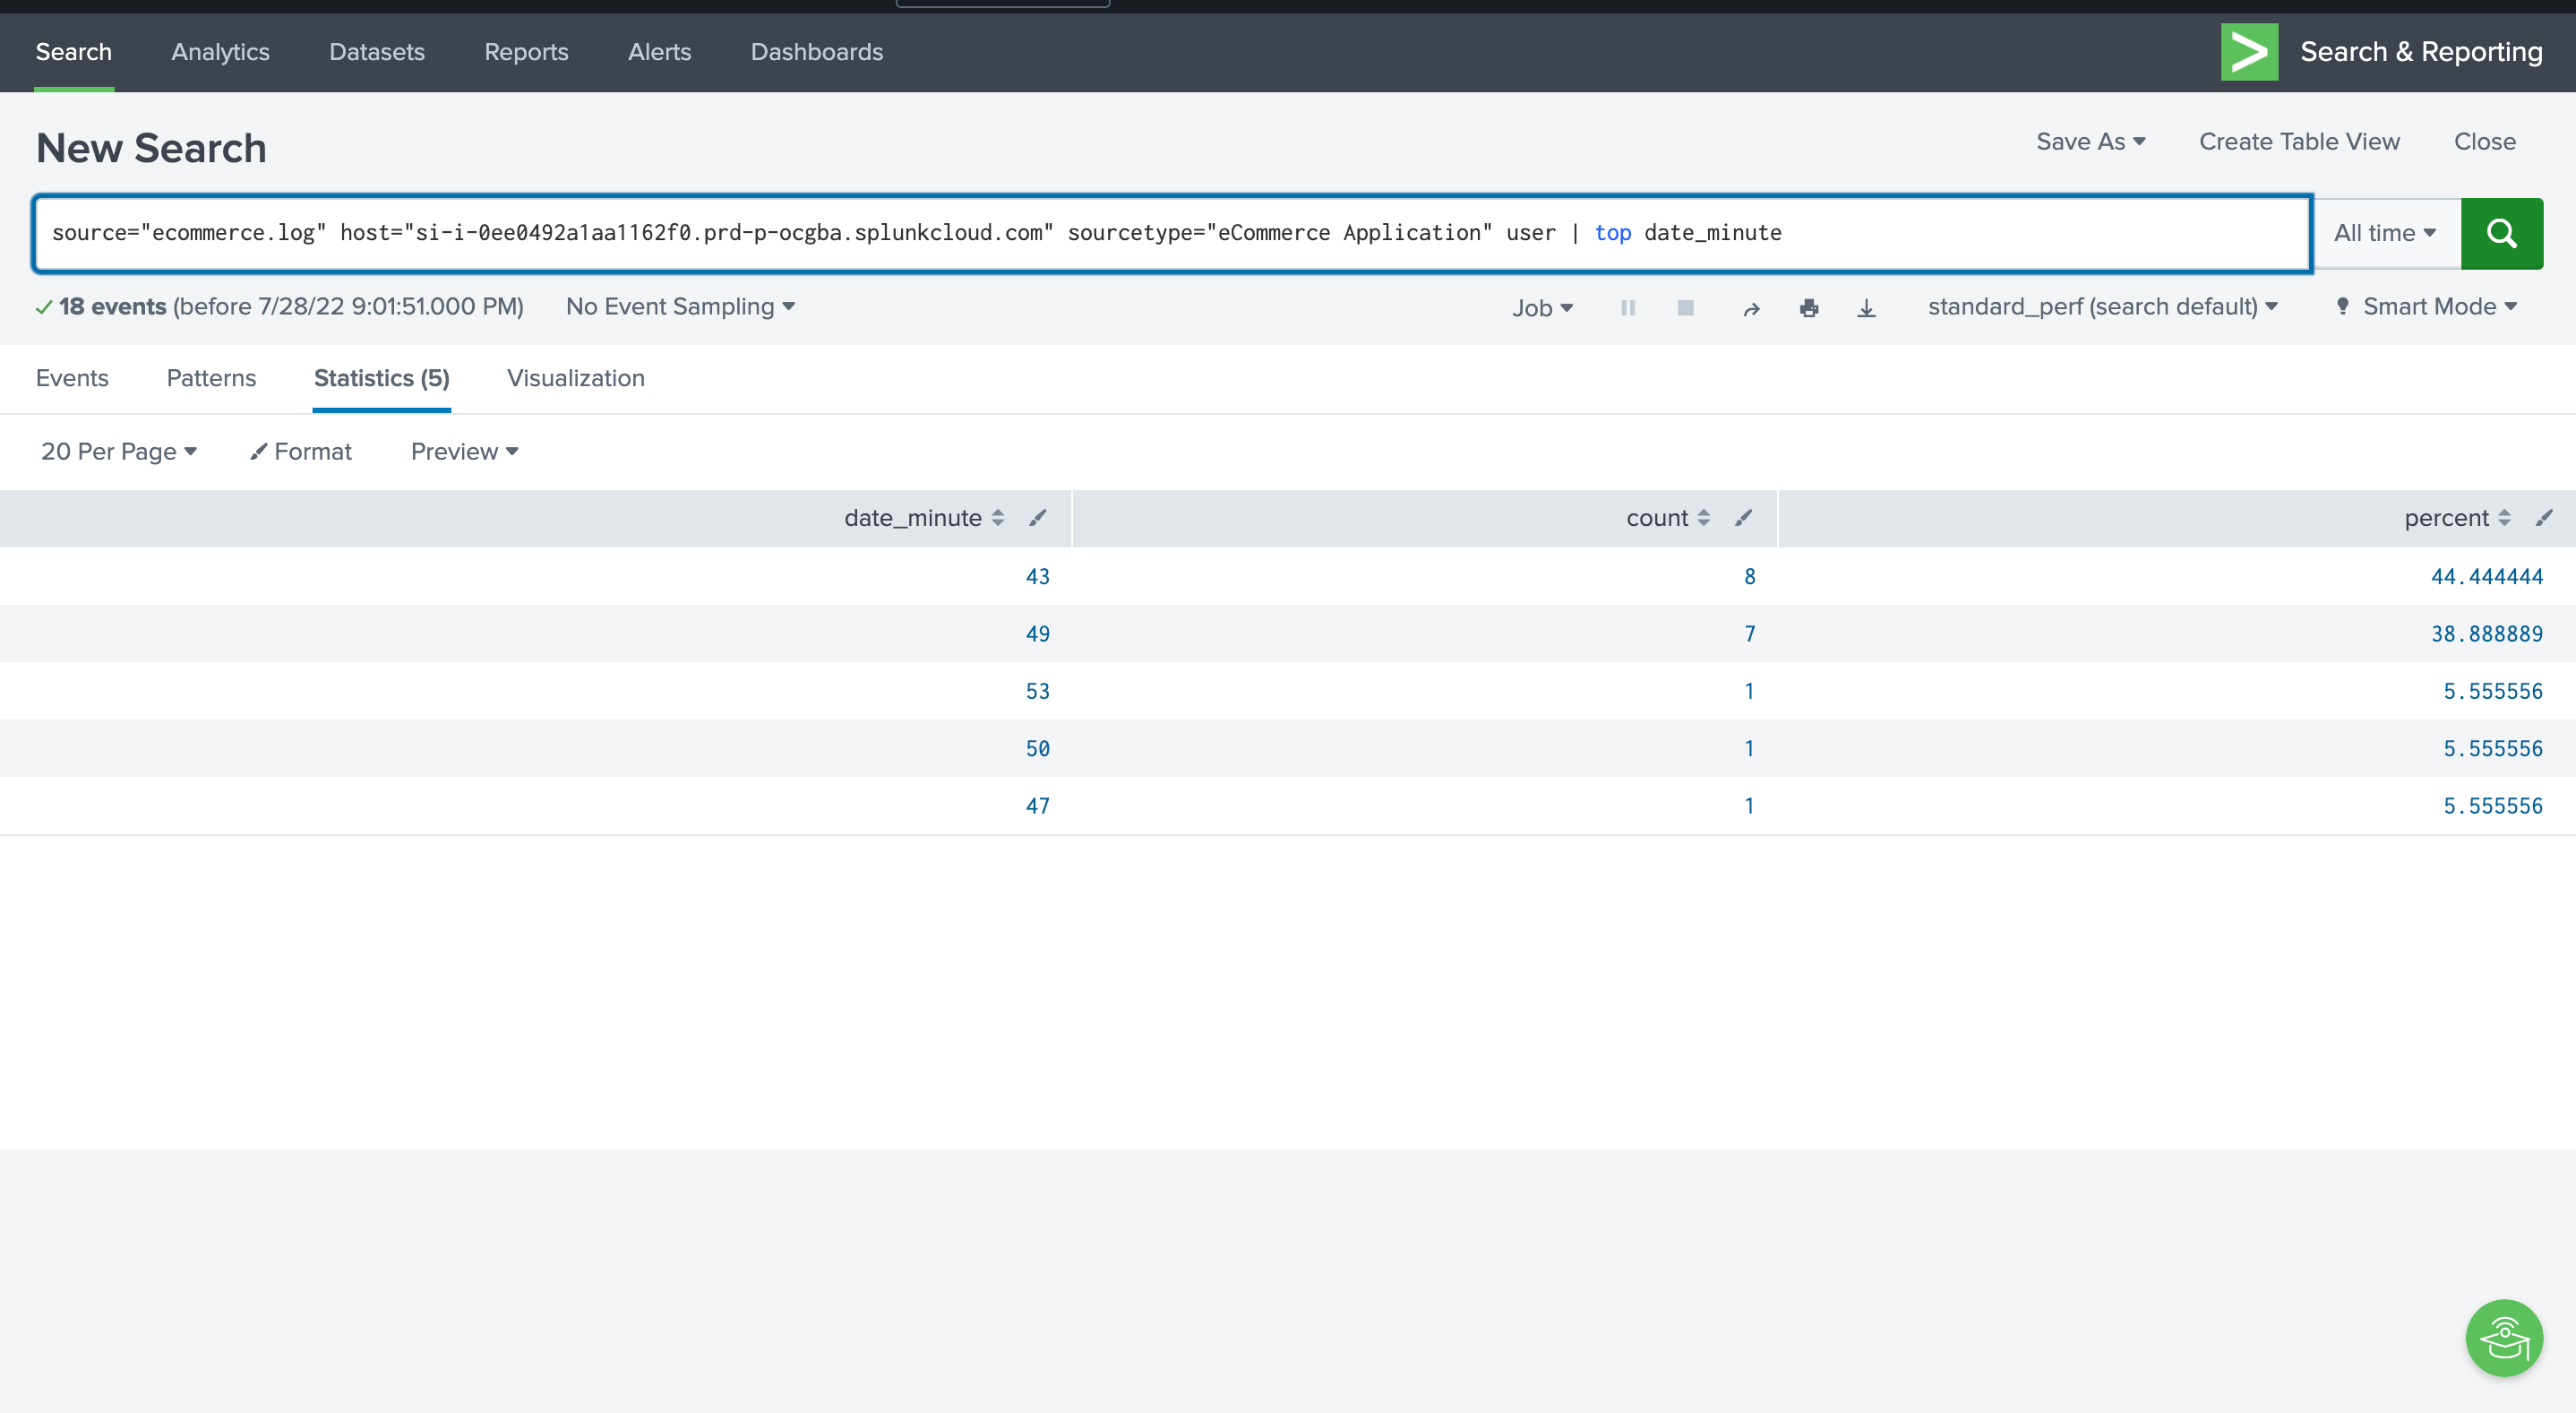 Search Analytics Datasets Reports Alerts Dashboards Search & Reporting
New Search Save As Create Table View Close
source="ecommerce.log" host="si-i-0ee0492a1aa1162f0.prd-p-ocgba.splunkcloud.com" sourcetype="eCommerce Application" user | top date_minute All time
18 events (before 7/28/22 9:01:51.000 PM) No Event Sampling Job standard_perf (search default) Smart Mode
Events Patterns Statistics (5) Visualization
20 Per Page Format Preview
date_minute count percent
43 8 44.444444
49 7 38.888889
53 1 5.555556
50 1 5.555556
47 1 5.555556